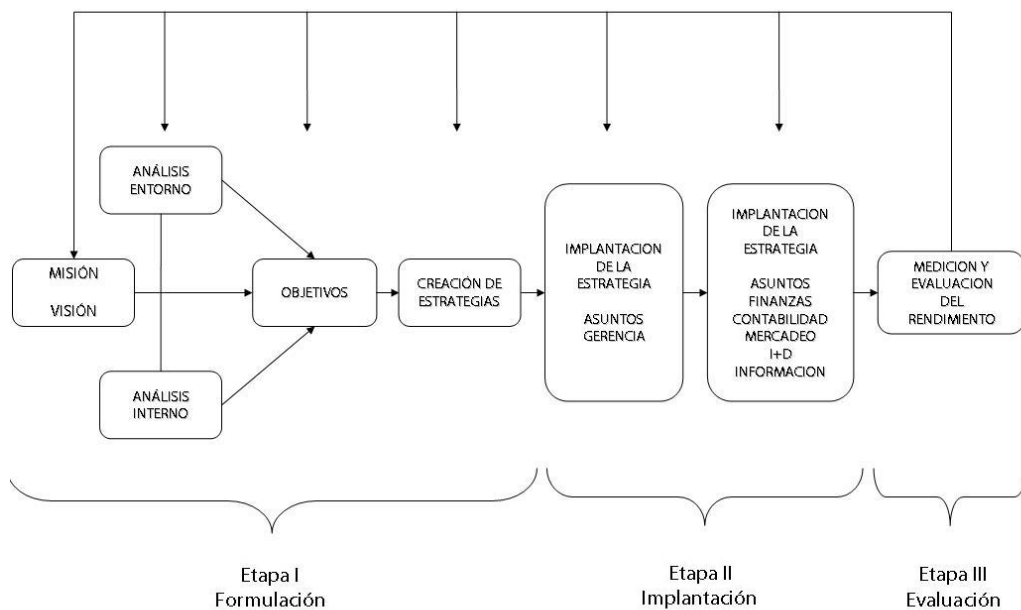 ANÁLISIS
ENTORNO
MISIÓN
VISIÓN
ANÁLISIS
INTERNO
OBJETIVOS
CREACIÓN DE
ESTRATEGIAS
IMPLANTACION
DE LA
ESTRATEGIA
ASUNTOS
GERENCIA
IMPLANTACION
DE LA
ESTRATEGIA
ASUNTOS
FINANZAS
CONTABILIDAD
MERCADEO
I+D
INFORMACION
MEDICION Y
EVALUACION
DEL
RENDIMIENTO
Etapa I
Formulación
Etapa II
Implantación
Etapa III
Evaluación